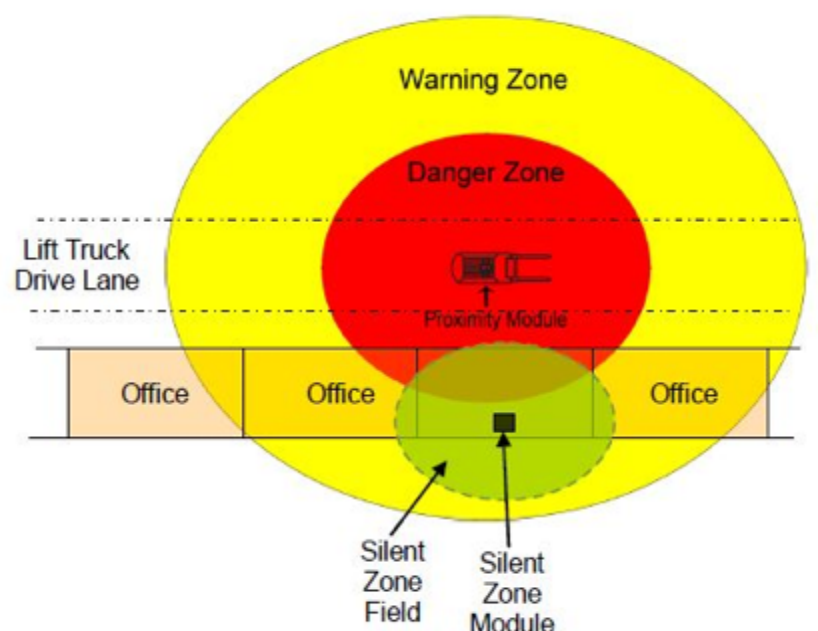 Warning Zone
Danger Zone
Lift Truck
Drive Lane
Proximity Module
Office
Office
Office
Silent
Zone
Field
Silent
Zone
Module